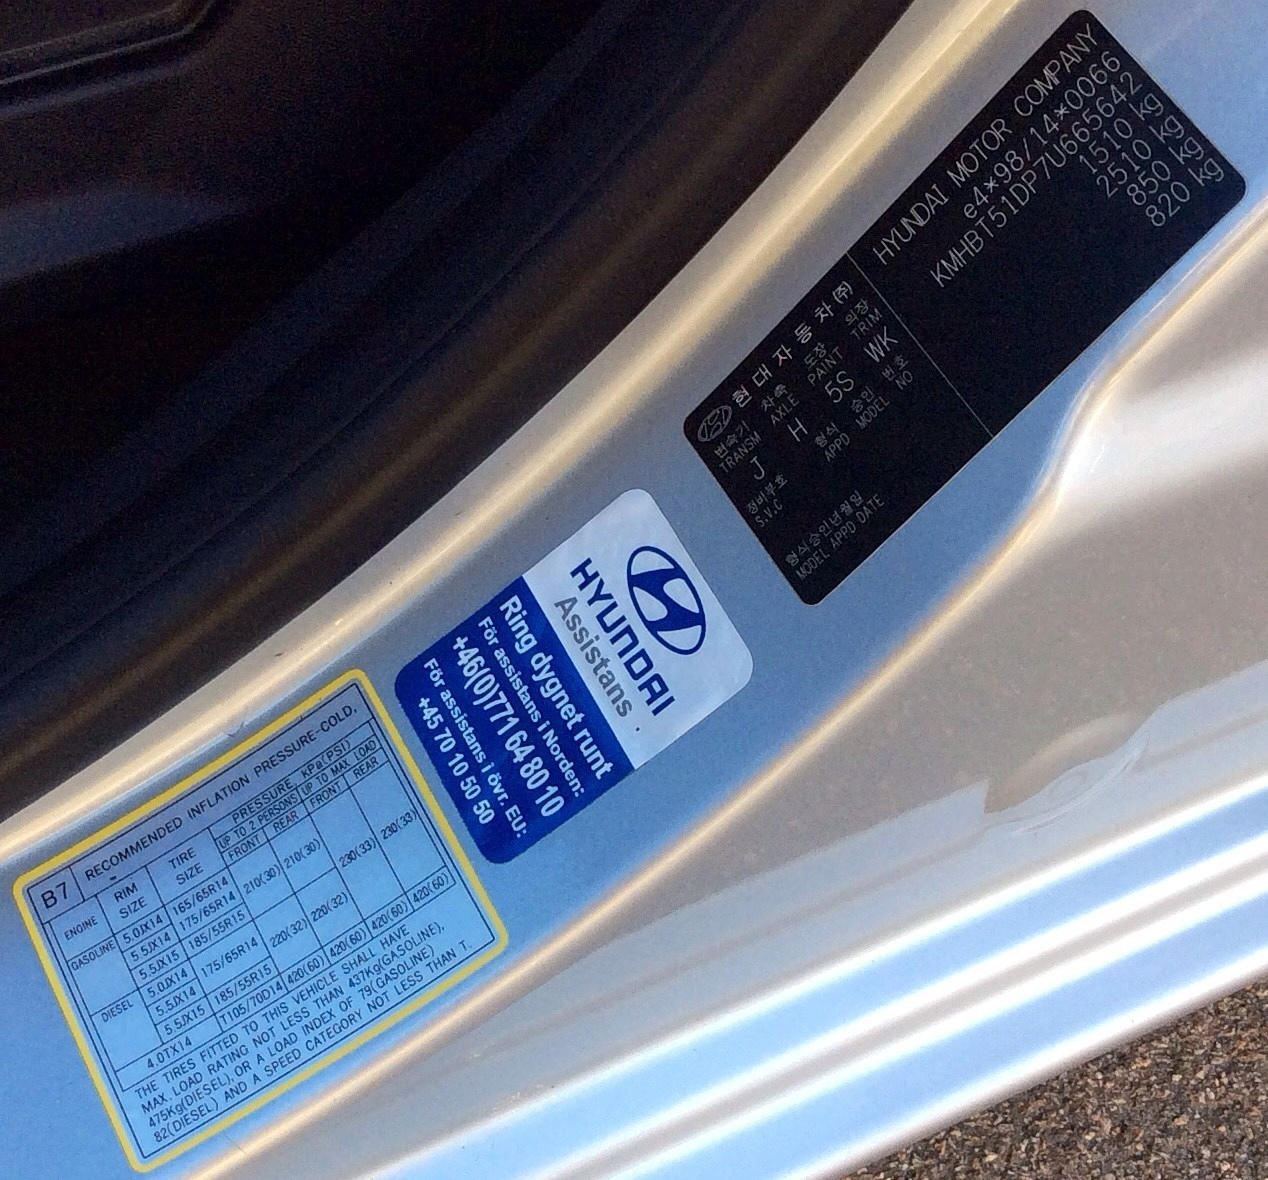 HYUNDAI MOTOR COMPANY
e4*98/14*0066
KMHBT51DP7U665642
1510 kg
2510 kg
850 kg
820 kg
현대자동차(주)
변속기 차축 도장 의장
TRANSM AXLE PAINT TRIM
J H 5S WK
정비부호 형식 승인 번호
S.V.C APPD MODEL NO
형식승인년월일
MODEL APPD DATE
HYUNDAI
Assistans
Ring dygnet runt
För assistans i Norden:
+46(0)771 64 80 10
För assistans i övr. EU:
+45 70 10 50 50
B7 RECOMMENDED INFLATION PRESSURE-COLD.
ENGINE RIM SIZE TIRE SIZE PRESSURE, KPa(PSI)
UP TO 2 PERSONS UP TO MAX LOAD
FRONT REAR FRONT REAR
GASOLINE 5.0JX14 165/65R14 210(30) 210(30) 230(33) 230(33)
5.5JX14 175/65R14
5.5JX15 185/55R15
DIESEL 5.0JX14 175/65R14 220(32) 220(32)
5.5JX14
5.5JX15 185/55R15
4.0TX14 T105/70D14 420(60) 420(60) 420(60) 420(60)
THE TIRES FITTED TO THIS VEHICLE SHALL HAVE
MAX. LOAD RATING NOT LESS THAN 437Kg(GASOLINE),
475Kg(DIESEL), OR A LOAD INDEX OF 79(GASOLINE),
82(DIESEL) AND A SPEED CATEGORY NOT LESS THAN T.